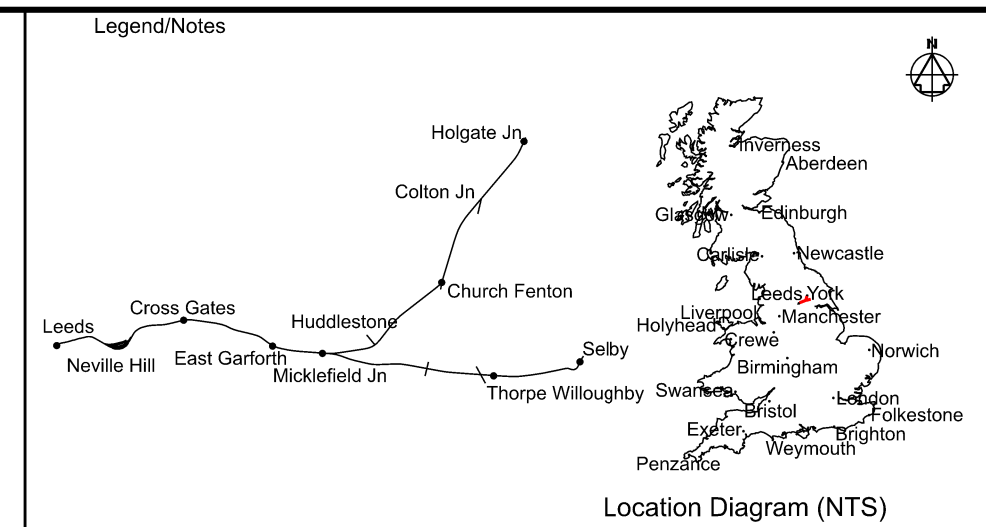 Legend/Notes
N
Holgate Jn
Colton Jn
Church Fenton
Cross Gates
Huddlestone
Leeds
Neville Hill
East Garforth
Micklefield Jn
Selby
Thorpe Willoughby
Inverness
Aberdeen
Glasgow
Edinburgh
Carlisle
Newcastle
Leeds York
Liverpool
Manchester
Holyhead
Crewe
Norwich
Birmingham
Swansea
London
Bristol
Folkestone
Exeter
Brighton
Weymouth
Penzance
Location Diagram (NTS)